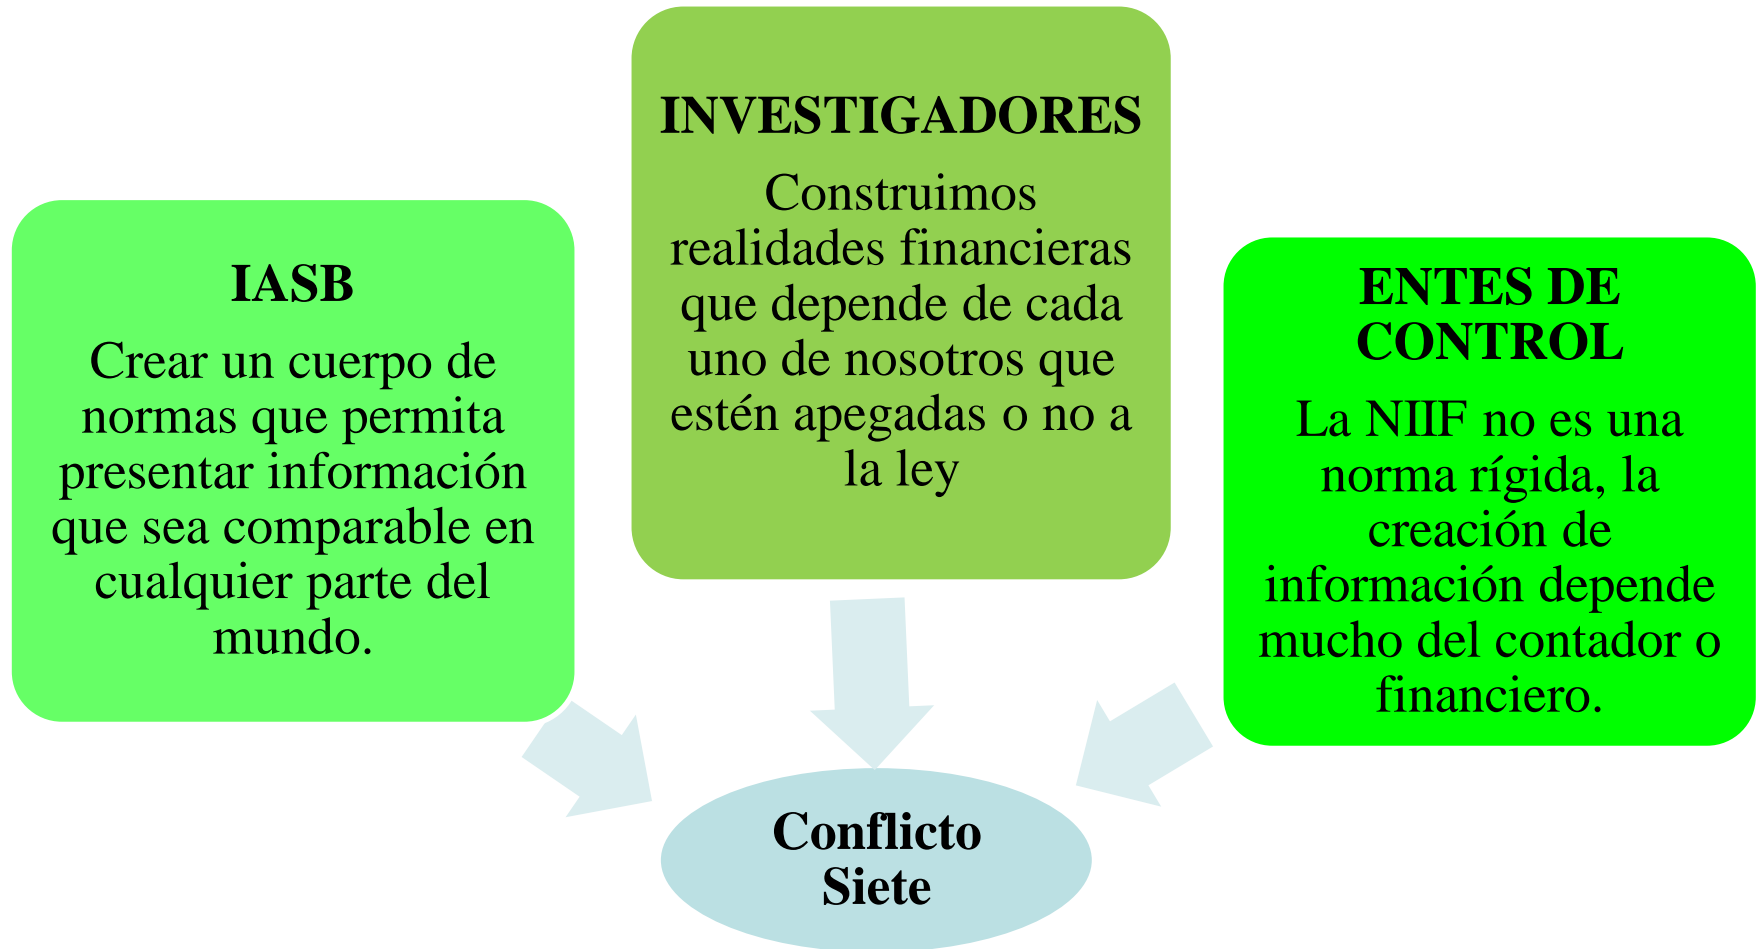 IASB
Crear un cuerpo de
normas que permita
presentar información
que sea comparable en
cualquier parte del
mundo.
INVESTIGADORES
Construimos
realidades financieras
que depende de cada
uno de nosotros que
estén apegadas o no a
la ley
ENTES DE
CONTROL
La NIIF no es una
norma rígida, la
creación de
información depende
mucho del contador o
financiero.
Conflicto
Siete